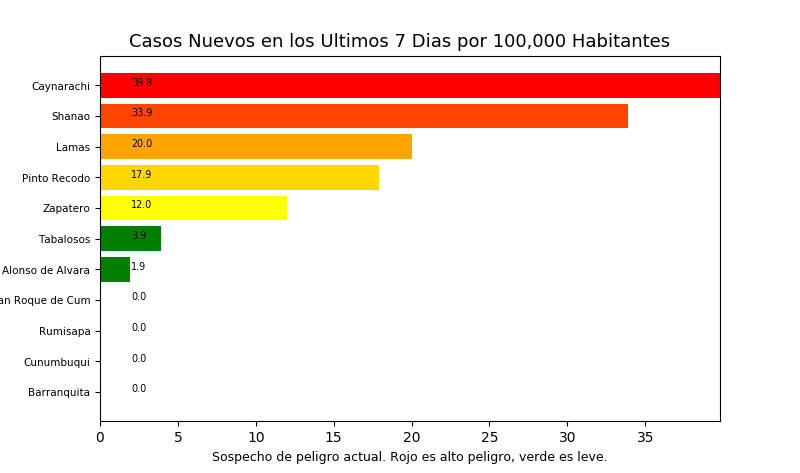 Casos Nuevos en los Ultimos 7 Dias por 100,000 Habitantes
Caynarachi 39.8
Shanao 33.9
Lamas 20.0
Pinto Recodo 17.9
Zapatero 12.0
Tabalosos 3.9
Alonso de Alvara 1.9
an Roque de Cum 0.0
Rumisapa 0.0
Cunumbuqui 0.0
Barranquita 0.0
0 5 10 15 20 25 30 35
Sospecho de peligro actual. Rojo es alto peligro, verde es leve.